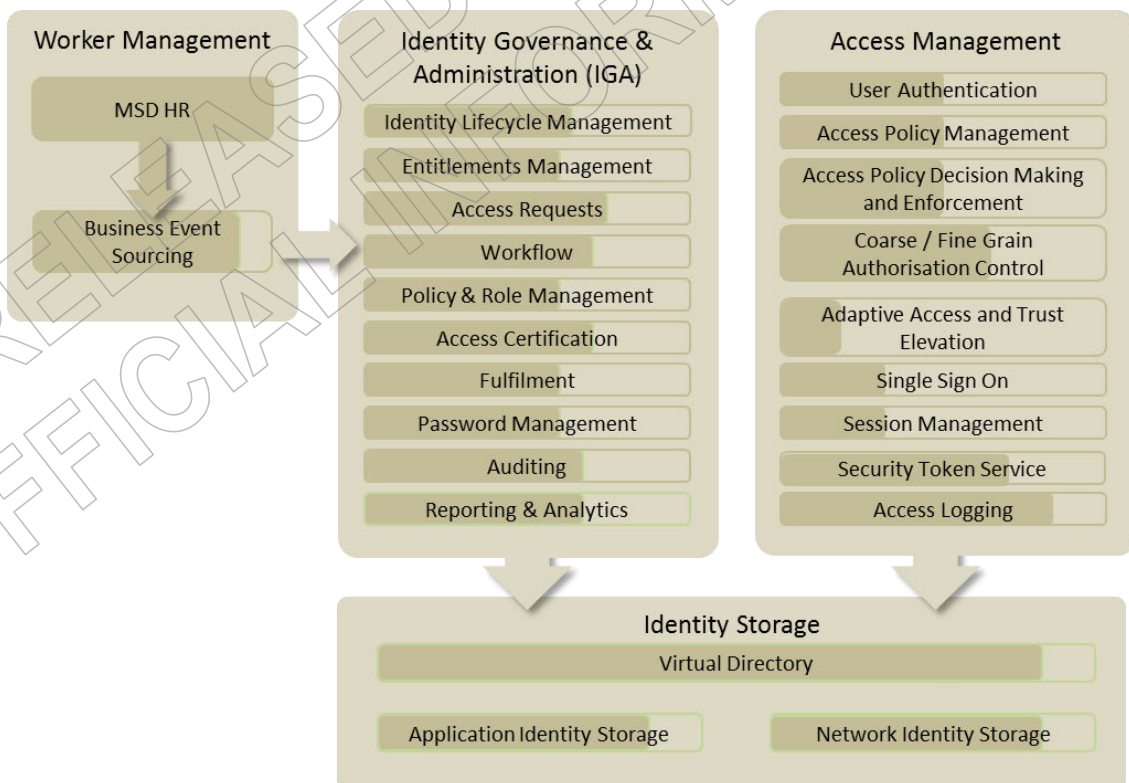 Worker Management
MSD HR
Business Event
Sourcing
Identity Governance &
Administration (IGA)
Identity Lifecycle Management
Entitlements Management
Access Requests
Workflow
Policy & Role Management
Access Certification
Fulfilment
Password Management
Auditing
Reporting & Analytics
Access Management
User Authentication
Access Policy Management
Access Policy Decision Making
and Enforcement
Coarse / Fine Grain
Authorisation Control
Adaptive Access and Trust
Elevation
Single Sign On
Session Management
Security Token Service
Access Logging
Identity Storage
Virtual Directory
Application Identity Storage
Network Identity Storage